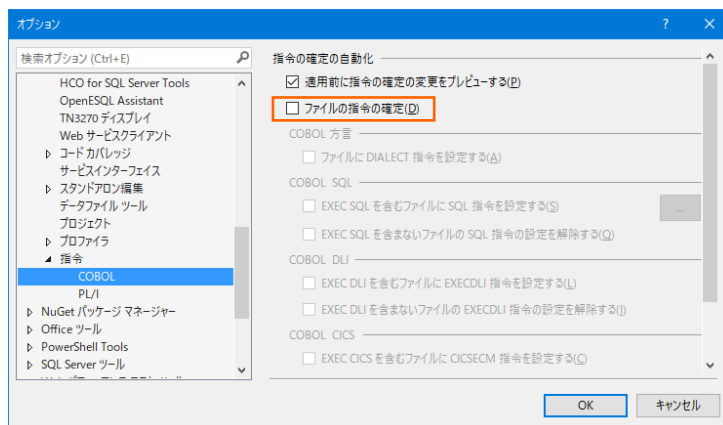 オプション
検索オプション (Ctrl+E)
HCO for SQL Server Tools
OpenESQL Assistant
TN3270 ディスプレイ
Web サービスクライアント
コード カバレッジ
サービスインターフェイス
スタンドアロン編集
データファイル ツール
プロジェクト
プロファイラ
指令
COBOL
PL/I
NuGet パッケージ マネージャー
Office ツール
PowerShell Tools
SQL Server ツール
指令の確定の自動化
適用前に指令の確定の変更をプレビューする(P)
ファイルの指令の確定(D)
COBOL 方言
ファイルに DIALECT 指令を設定する(A)
COBOL SQL
EXEC SQL を含むファイルに SQL 指令を設定する(S)
...
EXEC SQL を含まないファイルの SQL 指令の設定を解除する(Q)
COBOL DLI
EXEC DLI を含むファイルに EXECDLI 指令を設定する(L)
EXEC DLI を含まないファイルの EXECDLI 指令の設定を解除する(I)
COBOL CICS
EXEC CICS を含むファイルに CICSECM 指令を設定する(C)
OK
キャンセル